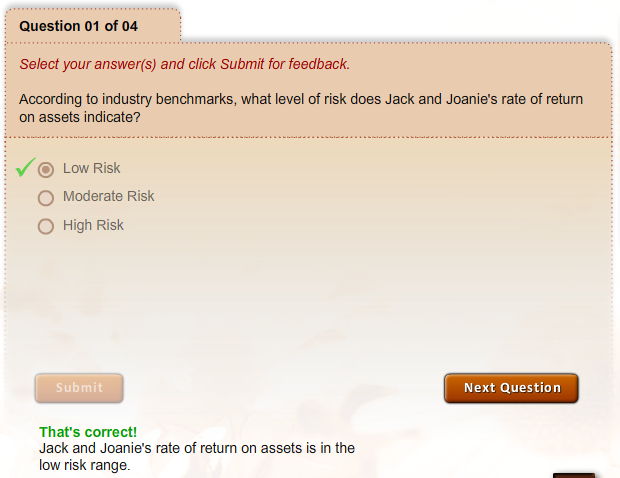 Question 01 of 04
Select your answer(s) and click Submit for feedback.
According to industry benchmarks, what level of risk does Jack and Joanie's rate of return
on assets indicate?
Low Risk
Moderate Risk
High Risk
Submit
Next Question
That's correct!
Jack and Joanie's rate of return on assets is in the
low risk range.